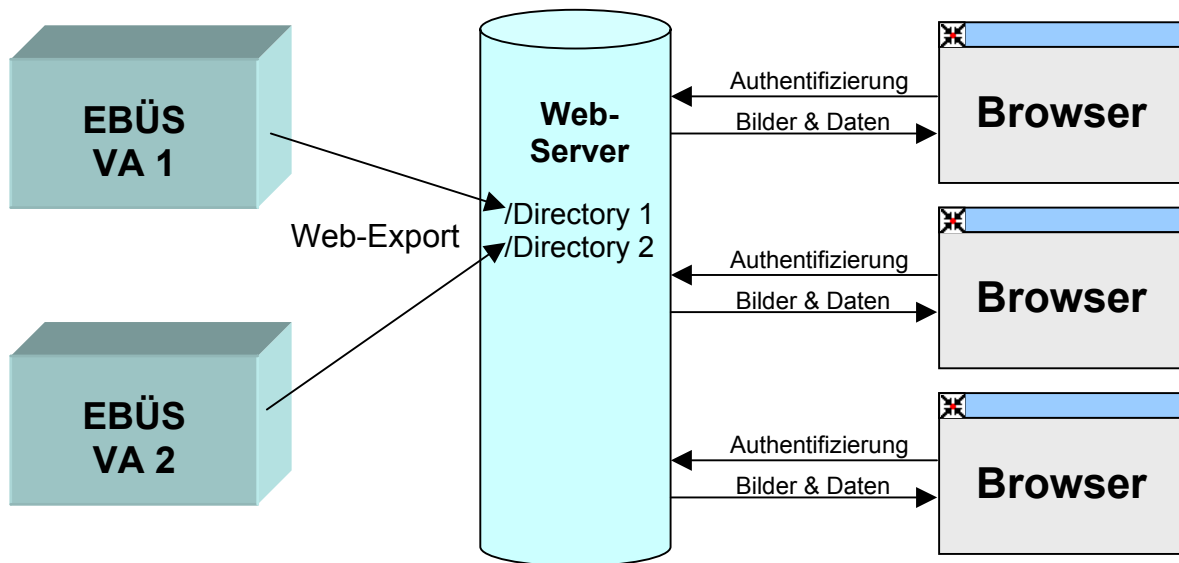 EBÜS
VA 1
Web-Export
EBÜS
VA 2
Web-
Server
/Directory 1
/Directory 2
Authentifizierung
Bilder & Daten
Browser
Authentifizierung
Bilder & Daten
Browser
Authentifizierung
Bilder & Daten
Browser